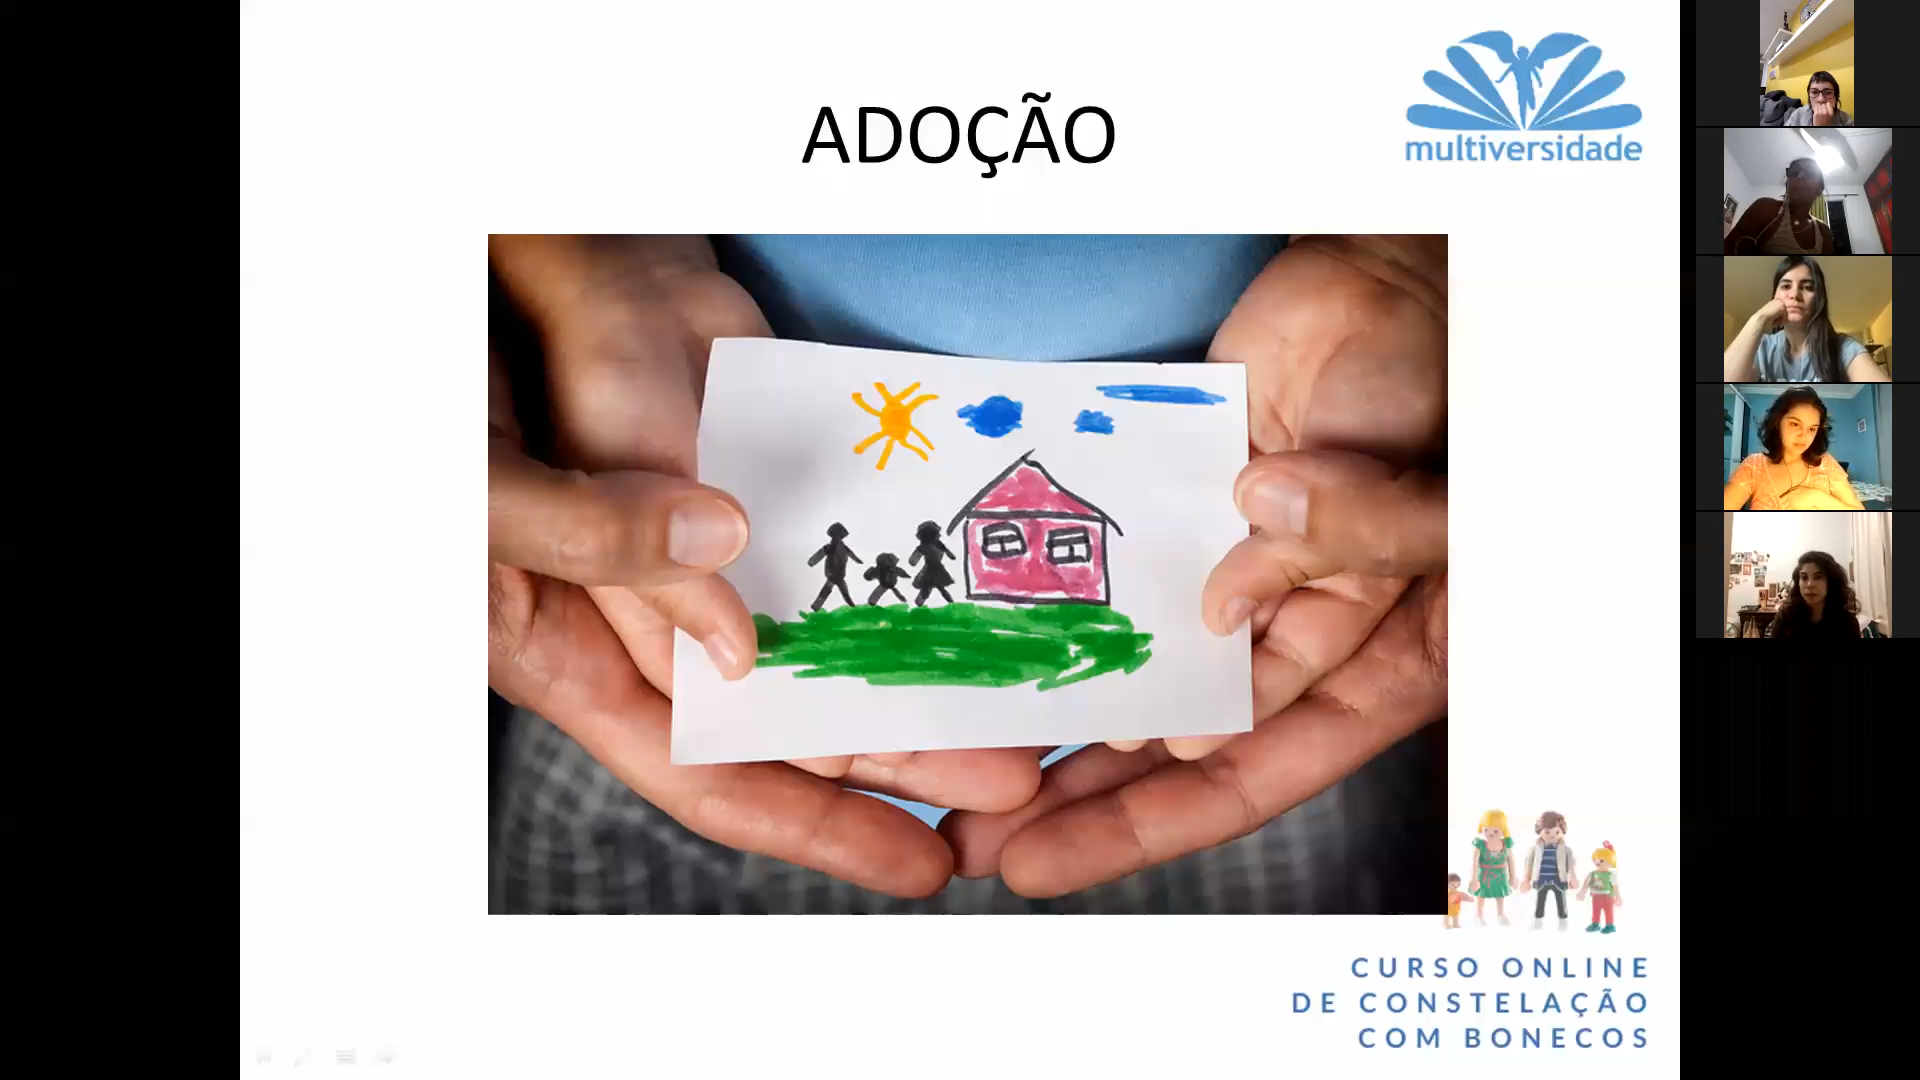 ADOÇÃO
multiversidade
CURSO ONLINE
DE CONSTELAÇÃO
COM BONECOS